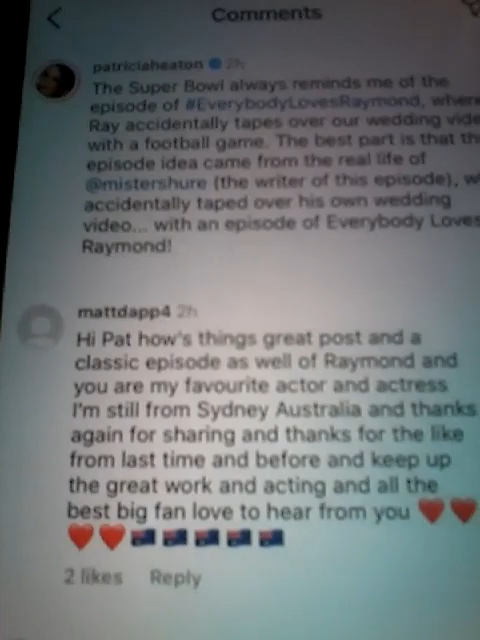 Comments
patriciaheaton 2h
The Super Bowl always reminds me of the
episode of #EverybodyLovesRaymond, where
Ray accidentally tapes over our wedding vide
with a football game. The best part is that th
episode idea came from the real life of
@mistershure (the writer of this episode), w
accidentally taped over his own wedding
video... with an episode of Everybody Loves
Raymond!
mattdapp4 2h
Hi Pat how's things great post and a
classic episode as well of Raymond and
you are my favourite actor and actress
I'm still from Sydney Australia and thanks
again for sharing and thanks for the like
from last time and before and keep up
the great work and acting and all the
best big fan love to hear from you ❤️❤️
❤️❤️🇦🇺🇦🇺🇦🇺🇦🇺🇦🇺
2 likes Reply